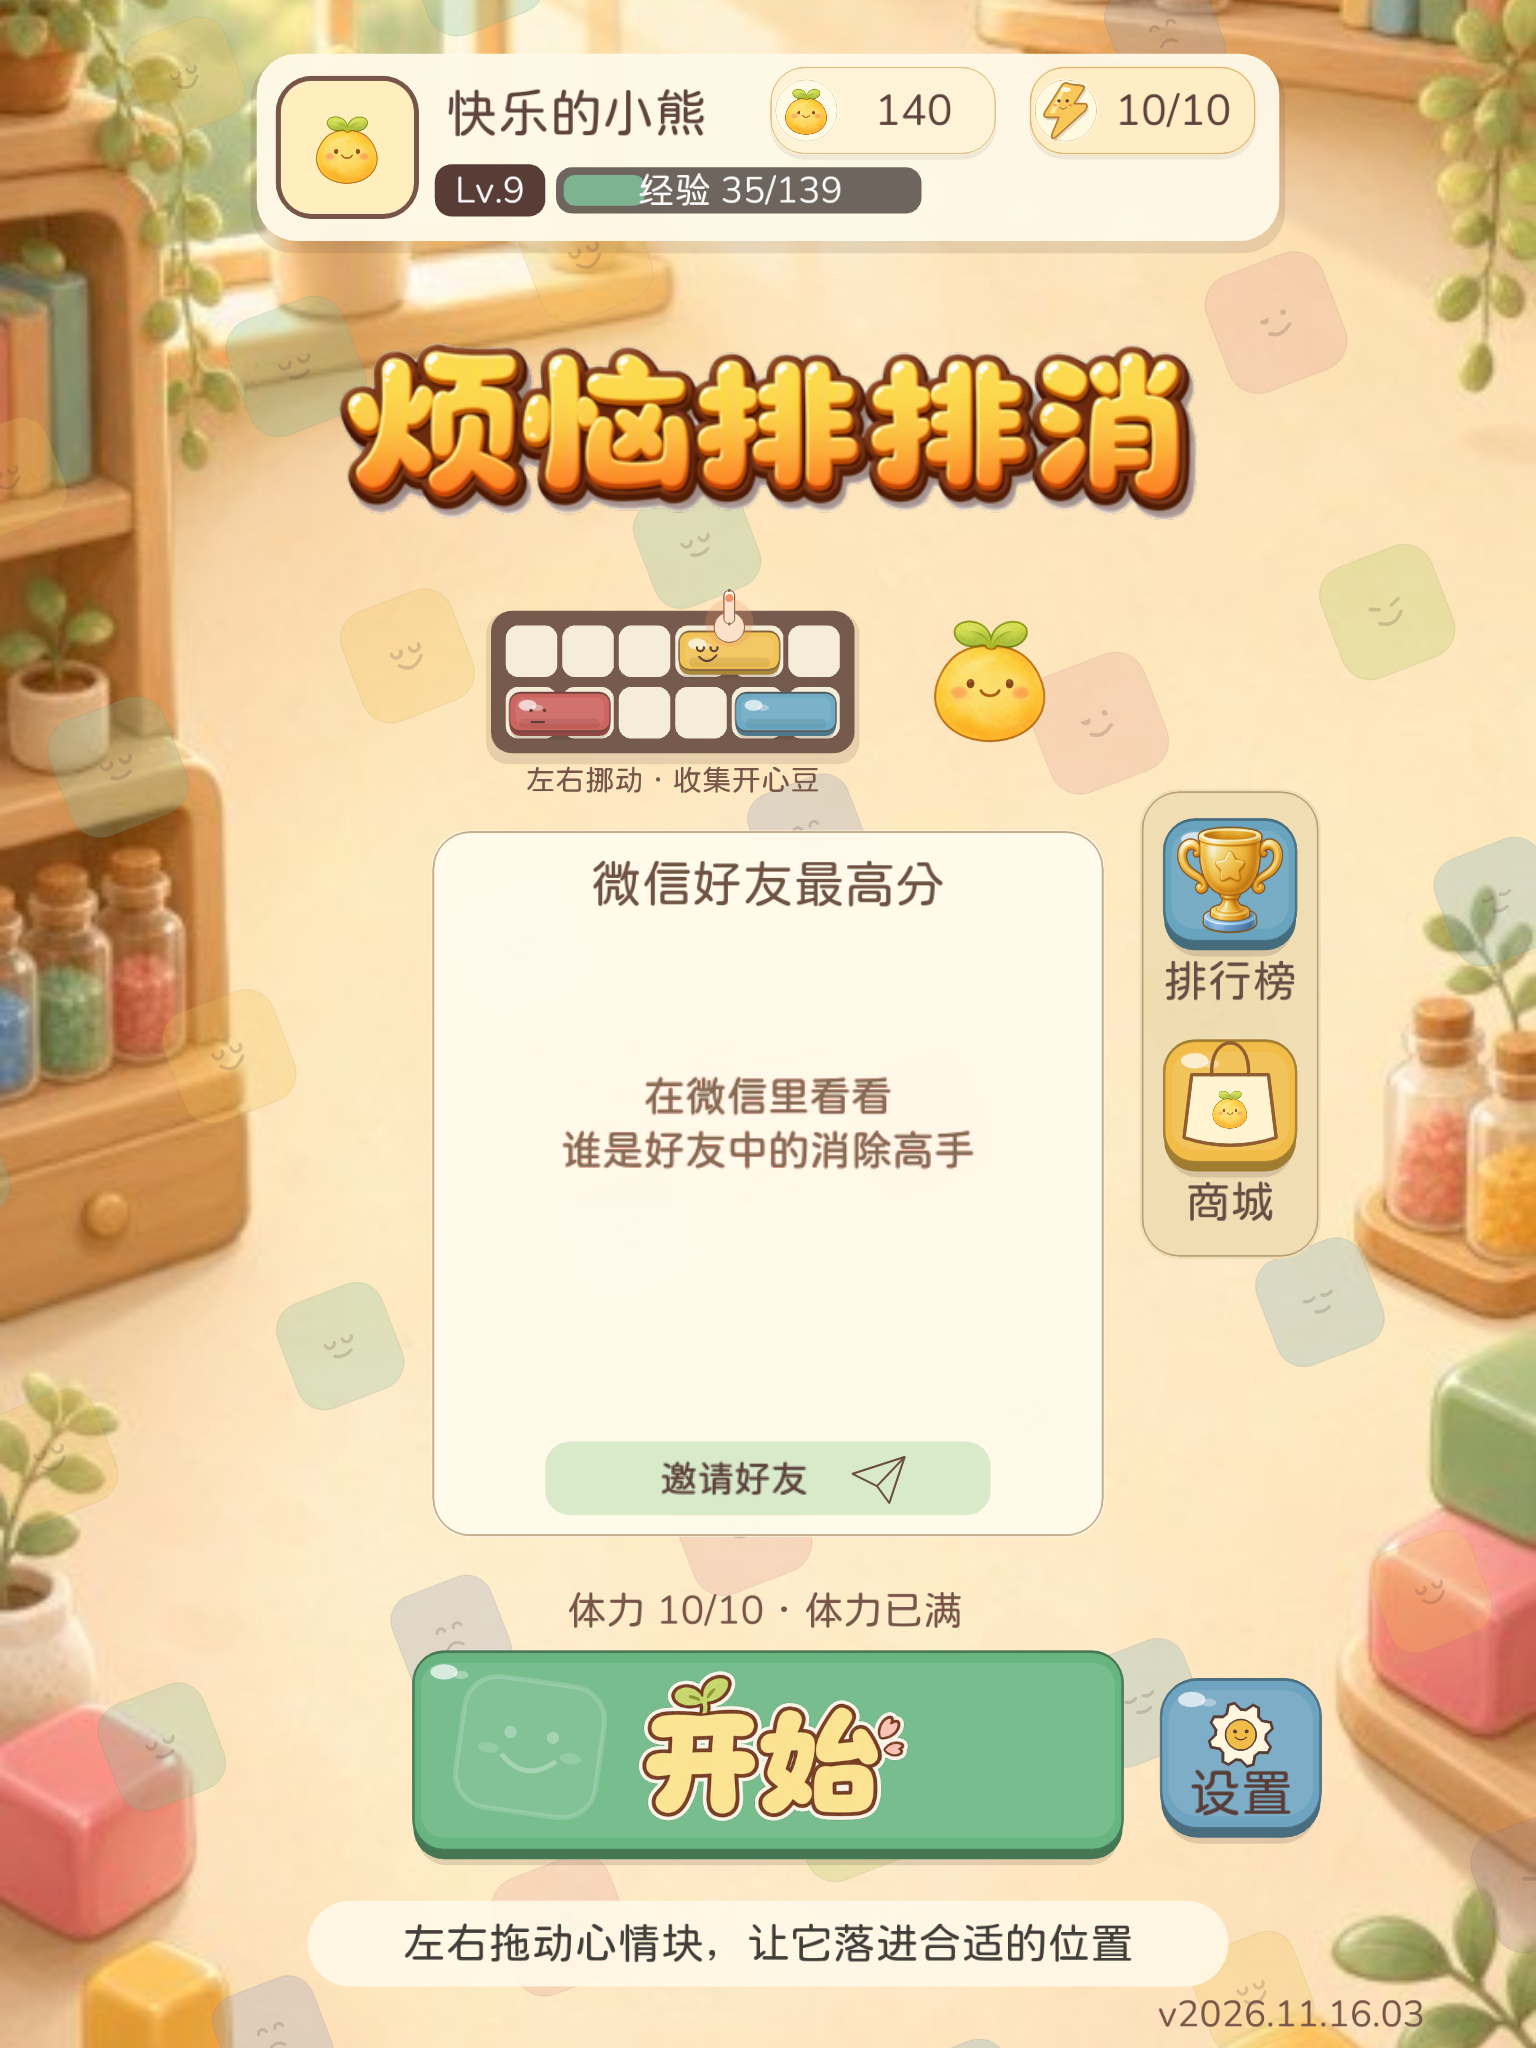 快乐的小熊
140
10/10
Lv.9
经验 35/139
烦恼排排消
左右挪动 · 收集开心豆
微信好友最高分
在微信里看看
谁是好友中的消除高手
邀请好友
排行榜
商城
体力 10/10 · 体力已满
开始
设置
左右拖动心情块，让它落进合适的位置
v2026.11.16.03